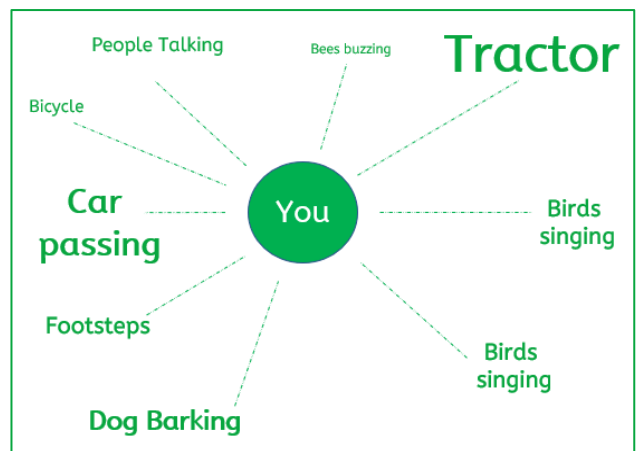 People Talking
Bees buzzing
Tractor
Bicycle
Car
passing
You
Birds
singing
Footsteps
Birds
singing
Dog Barking